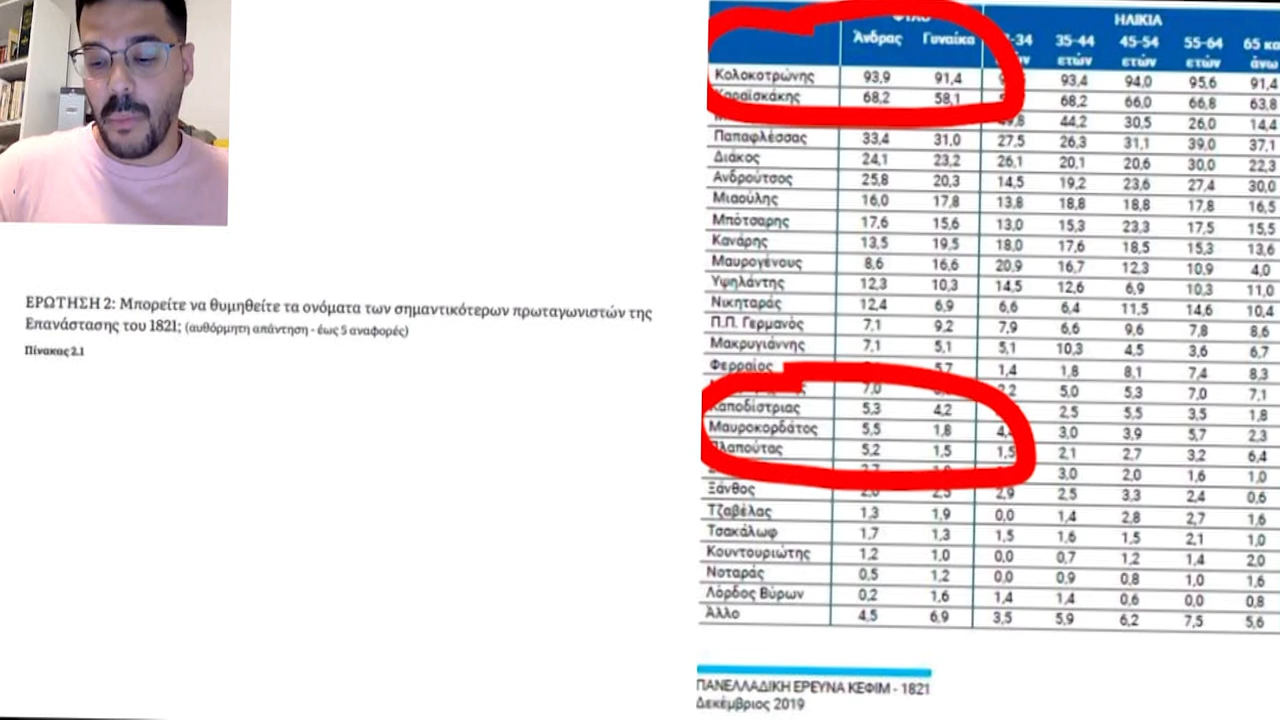 ΕΡΩΤΗΣΗ 2: Μπορείτε να θυμηθείτε τα ονόματα των σημαντικότερων πρωταγωνιστών της
Επανάστασης του 1821; (αυθόρμητη απάντηση - έως 5 αναφορές)
Πίνακας 2.1
ΗΛΙΚΙΑ
Άνδρας Γυναίκα 35-44 45-54 55-64 65 και
ετών ετών ετών άνω
Κολοκοτρώνης 93,9 91,4 93,4 94,0 95,6 91,4
Καραϊσκάκης 68,2 58,1 68,2 66,0 66,8 63,8
44,2 30,5 26,0 14,4
Παπαφλέσσας 33,4 31,0 27,5 26,3 31,1 39,0 37,1
Διάκος 24,1 23,2 26,1 20,1 20,6 30,0 22,3
Ανδρούτσος 25,8 20,3 14,5 19,2 23,6 27,4 30,0
Μιαούλης 16,0 17,8 13,8 18,8 18,8 17,8 16,5
Μπότσαρης 17,6 15,6 13,0 15,3 23,3 17,5 15,5
Κανάρης 13,5 19,5 18,0 17,6 18,5 15,3 13,6
Μαυρογένους 8,6 16,6 20,9 16,7 12,3 10,9 4,0
Υψηλάντης 12,3 10,3 14,5 12,6 6,9 10,3 11,0
Νικηταράς 12,4 6,9 6,6 6,4 11,5 14,6 10,4
Π.Π. Γερμανός 7,1 9,2 7,9 6,6 9,6 7,8 8,6
Μακρυγιάννης 7,1 5,1 5,1 10,3 4,5 3,6 6,7
Φερραίος 5,7 1,4 1,8 8,1 7,4 8,3
7,0 2,2 5,0 5,3 7,0 7,1
Καποδίστριας 5,3 4,2 2,5 5,5 3,5 1,8
Μαυροκορδάτος 5,5 1,8 3,0 3,9 5,7 2,3
Πλαπούτας 5,2 1,5 1,5 2,1 2,7 3,2 6,4
3,0 2,0 1,6 1,0
Ξάνθος 2,0 2,5 2,9 2,5 3,3 2,4 0,6
Τζαβέλας 1,3 1,9 0,0 1,4 2,8 2,7 1,6
Τσακάλωφ 1,7 1,3 1,5 1,6 1,5 2,1 1,0
Κουντουριώτης 1,2 1,0 0,0 0,7 1,2 1,4 2,0
Νοταράς 0,5 1,2 0,0 0,9 0,8 1,0 1,6
Λόρδος Βύρων 0,2 1,6 1,4 1,4 0,6 0,0 0,8
Άλλο 4,5 6,9 3,5 5,9 6,2 7,5 5,6
ΠΑΝΕΛΛΑΔΙΚΗ ΕΡΕΥΝΑ ΚΕΦΙΜ - 1821
Δεκέμβριος 2019